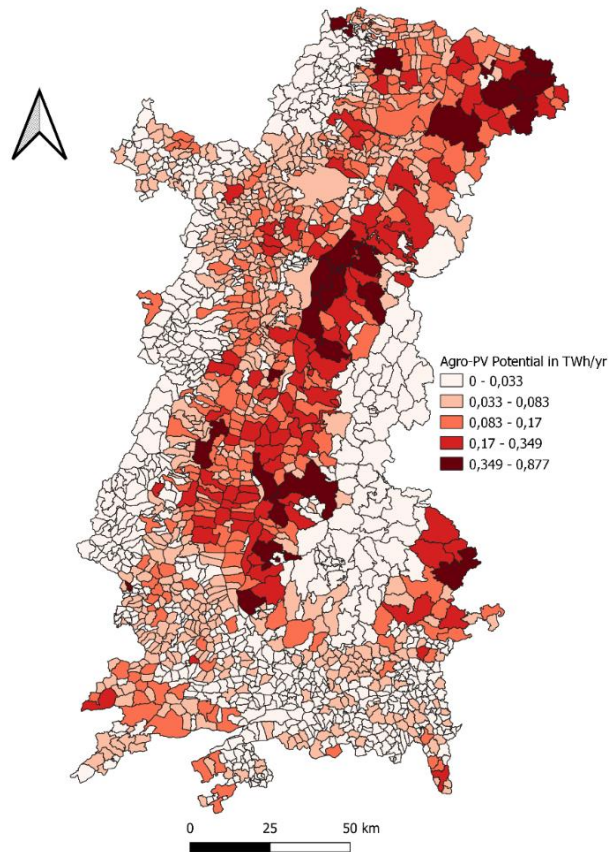 Agro-PV Potential in TWh/yr
0 - 0,033
0,033 - 0,083
0,083 - 0,17
0,17 - 0,349
0,349 - 0,877
0 25 50 km